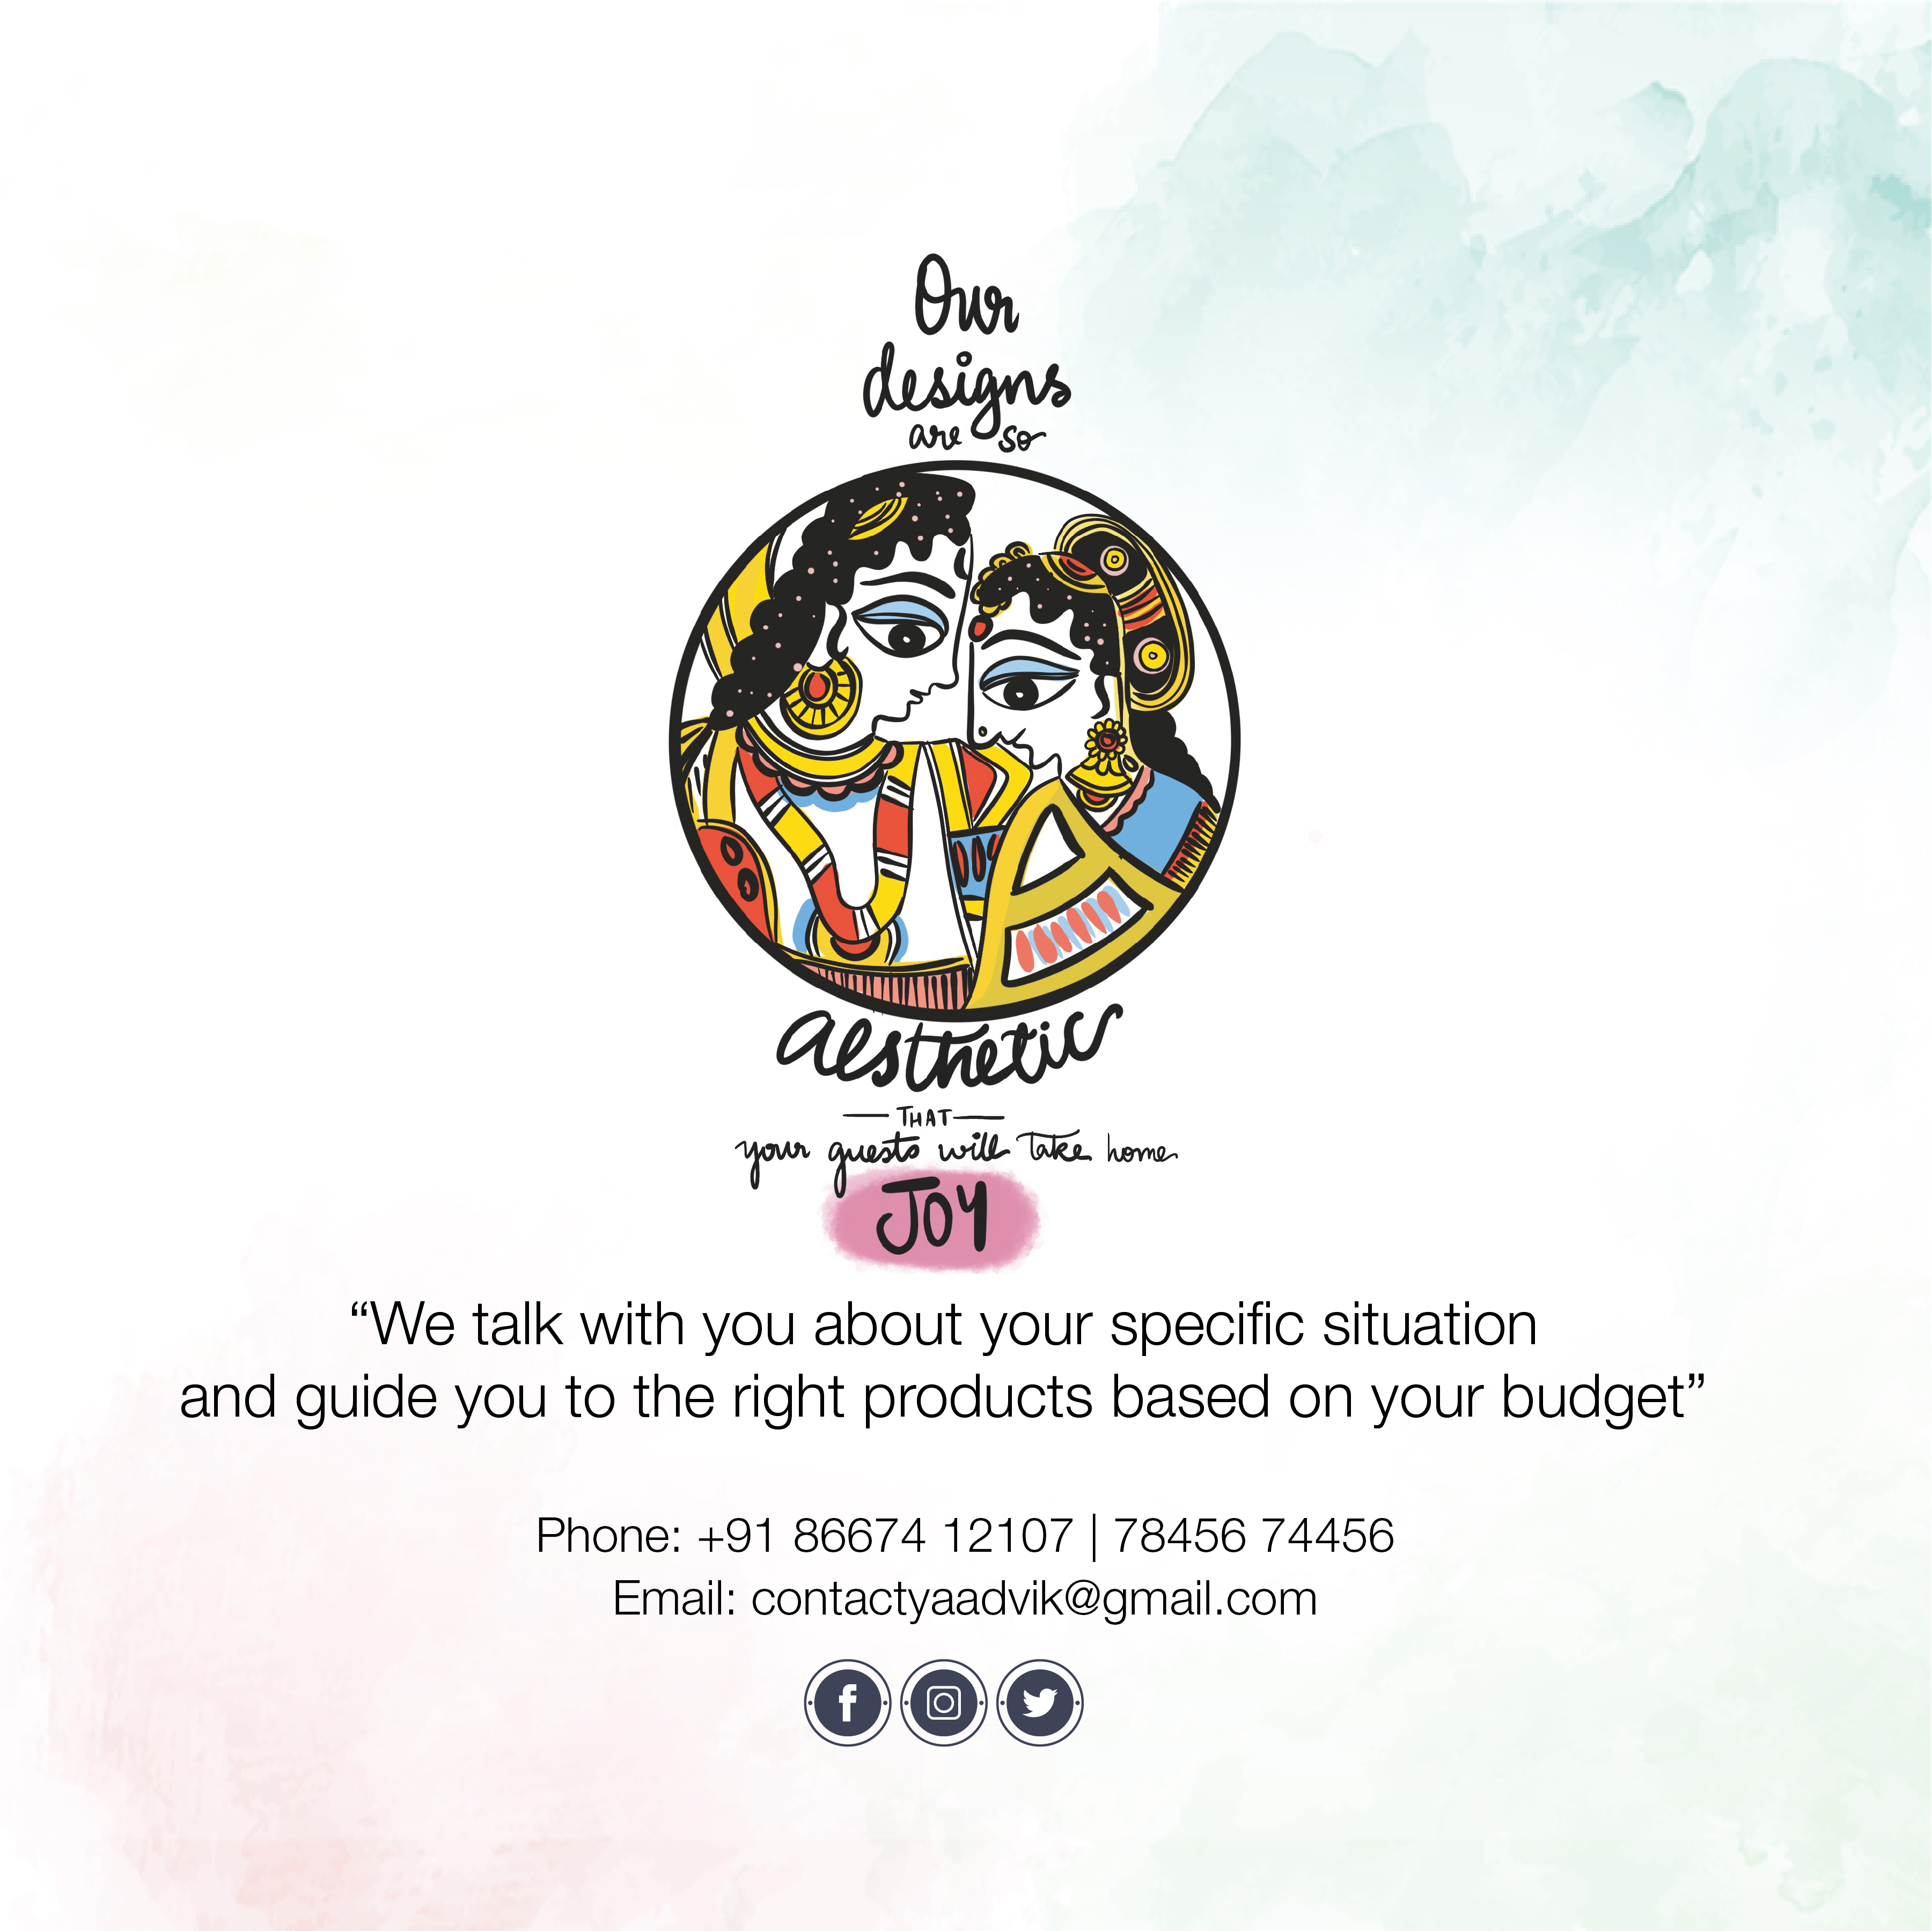 Our
designs
are so
aesthetic
THAT
your guests will take home
JOY
“We talk with you about your specific situation
and guide you to the right products based on your budget”
Phone: +91 86674 12107 | 78456 74456
Email: contactyaadvik@gmail.com